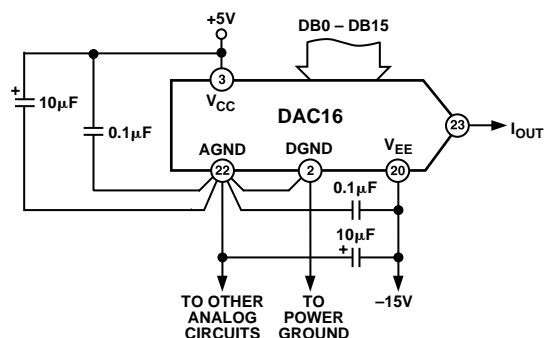 +5V
DB0 – DB15
3
VCC
+
10μF
0.1μF
DAC16
23
IOUT
AGND
DGND
VEE
22
2
20
0.1μF
10μF
+
TO OTHER
ANALOG
CIRCUITS
TO
POWER
GROUND
–15V